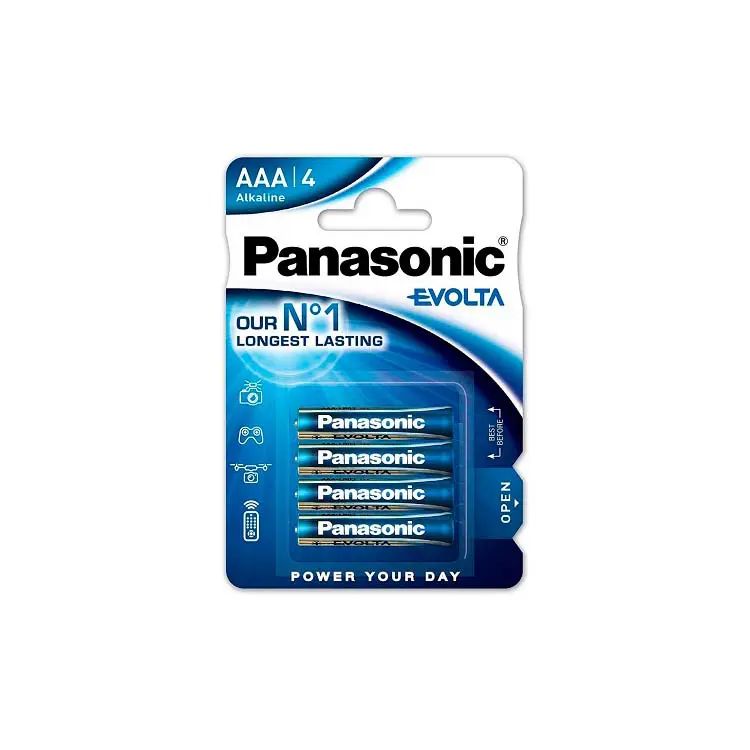 AAA|4
Alkaline
Panasonic®
EVOLTA
OUR Nº1
LONGEST LASTING
Panasonic
EVOLTA
Panasonic
EVOLTA
Panasonic
EVOLTA
Panasonic
EVOLTA
BEST
BEFORE
OPEN
POWER YOUR DAY